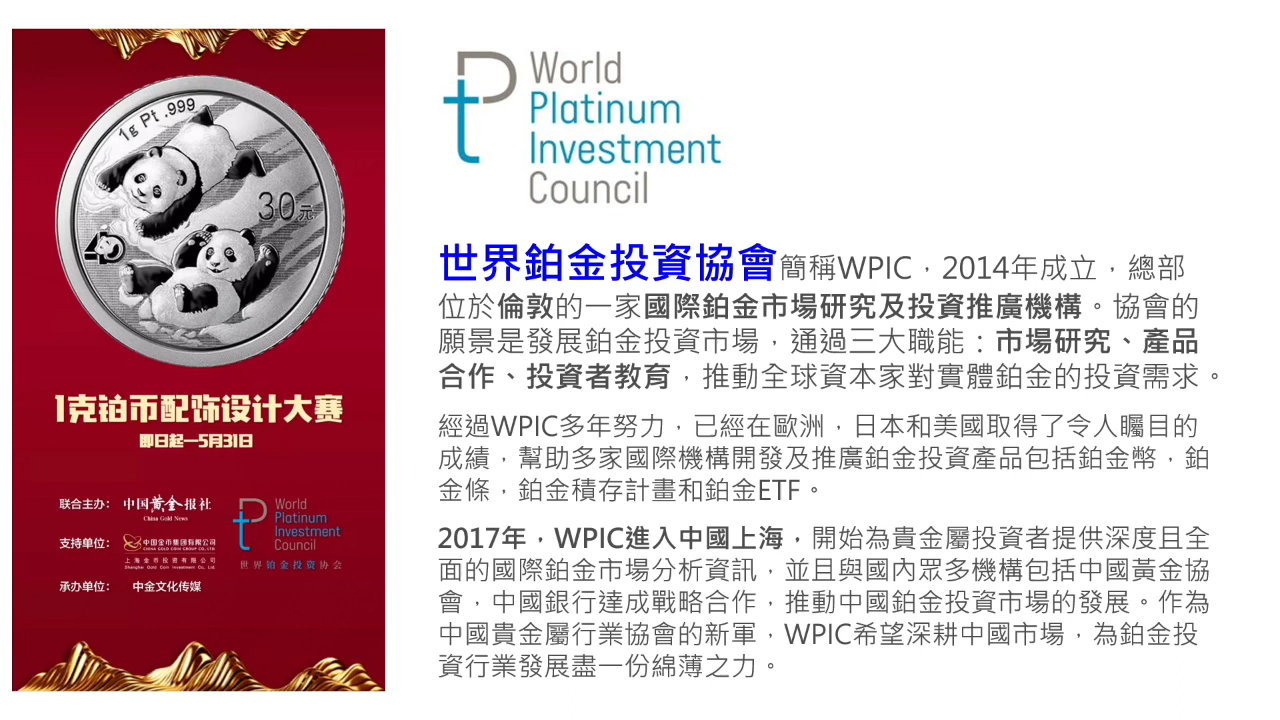 1g Pt .999
30元
40
1克铂币配饰设计大赛
即日起—5月31日
联合主办： 中国黄金报社
China Gold News
支持单位： 中国金币集团有限公司
CHINA GOLD COIN GROUP CO., LTD
上海金币投资有限公司
Shanghai Gold Coin Investment Co., Ltd.
承办单位： 中金文化传媒
World
Platinum
Investment
Council
世界铂金投资协会
World
Platinum
Investment
Council
世界鉑金投資協會簡稱WPIC，2014年成立，總部
位於倫敦的一家國際鉑金市場研究及投資推廣機構。協會的
願景是發展鉑金投資市場，通過三大職能：市場研究、產品
合作、投資者教育，推動全球資本家對實體鉑金的投資需求。
經過WPIC多年努力，已經在歐洲，日本和美國取得了令人矚目的
成績，幫助多家國際機構開發及推廣鉑金投資產品包括鉑金幣，鉑
金條，鉑金積存計畫和鉑金ETF。
2017年，WPIC進入中國上海，開始為貴金屬投資者提供深度且全
面的國際鉑金市場分析資訊，並且與國內眾多機構包括中國黃金協
會，中國銀行達成戰略合作，推動中國鉑金投資市場的發展。作為
中國貴金屬行業協會的新軍，WPIC希望深耕中國市場，為鉑金投
資行業發展盡一份綿薄之力。